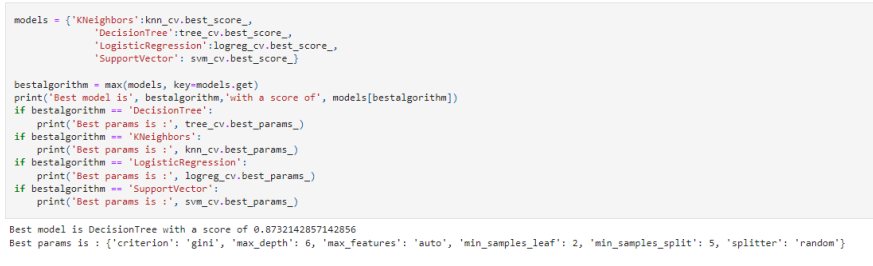 models = {'KNeighbors':knn_cv.best_score_,
'DecisionTree':tree_cv.best_score_,
'LogisticRegression':logreg_cv.best_score_,
'SupportVector': svm_cv.best_score_}
bestalgorithm = max(models, key=models.get)
print('Best model is', bestalgorithm,'with a score of', models[bestalgorithm])
if bestalgorithm == 'DecisionTree':
print('Best params is :', tree_cv.best_params_)
if bestalgorithm == 'KNeighbors':
print('Best params is :', knn_cv.best_params_)
if bestalgorithm == 'LogisticRegression':
print('Best params is :', logreg_cv.best_params_)
if bestalgorithm == 'SupportVector':
print('Best params is :', svm_cv.best_params_)
Best model is DecisionTree with a score of 0.8732142857142856
Best params is : {'criterion': 'gini', 'max_depth': 6, 'max_features': 'auto', 'min_samples_leaf': 2, 'min_samples_split': 5, 'splitter': 'random'}